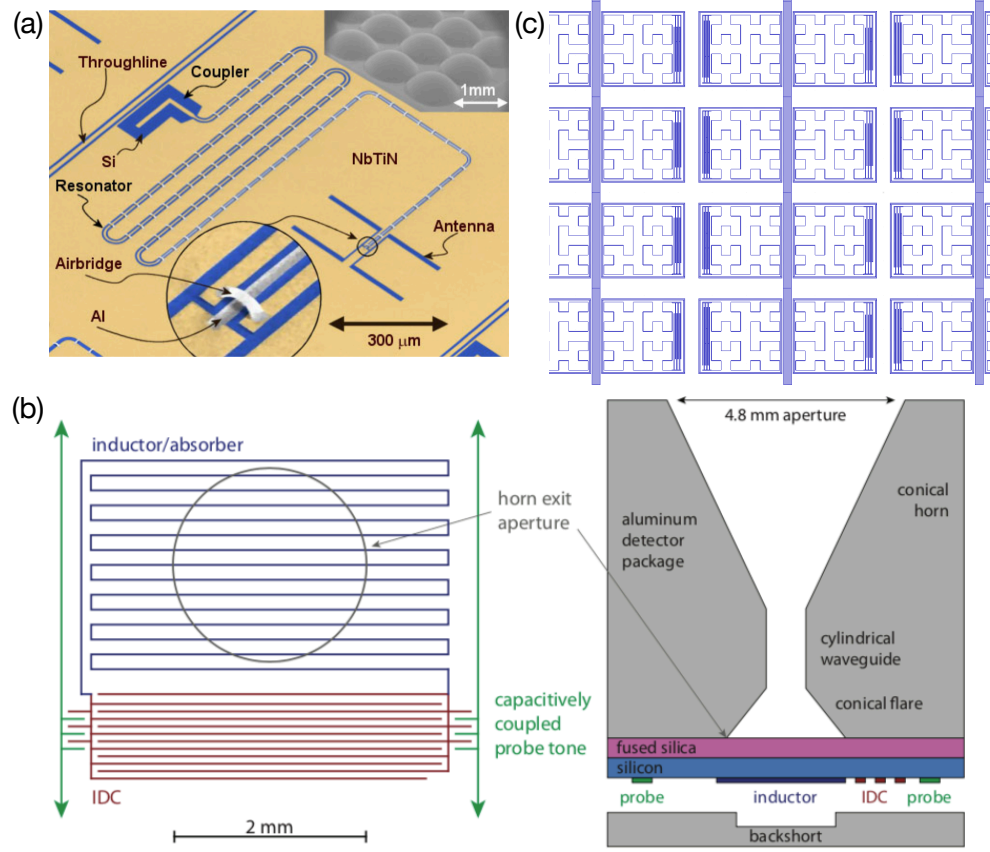 (a)
Throughline
Coupler
1mm
Si
NbTiN
Resonator
Antenna
Airbridge
Al
300 μm
(c)
(b)
inductor/absorber
horn exit
aperture
capacitively
coupled
probe tone
IDC
2 mm
4.8 mm aperture
conical
horn
aluminum
detector
package
cylindrical
waveguide
conical flare
fused silica
silicon
probe
inductor
IDC
probe
backshort